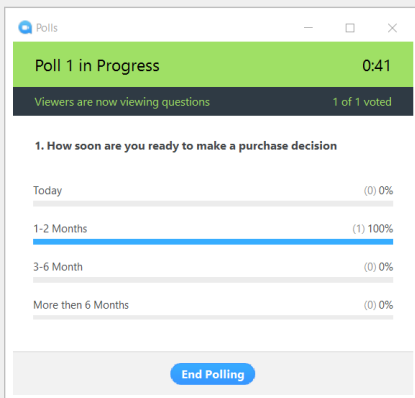 Polls
Poll 1 in Progress 0:41
Viewers are now viewing questions 1 of 1 voted
1. How soon are you ready to make a purchase decision
Today (0) 0%
1-2 Months (1) 100%
3-6 Month (0) 0%
More then 6 Months (0) 0%
End Polling